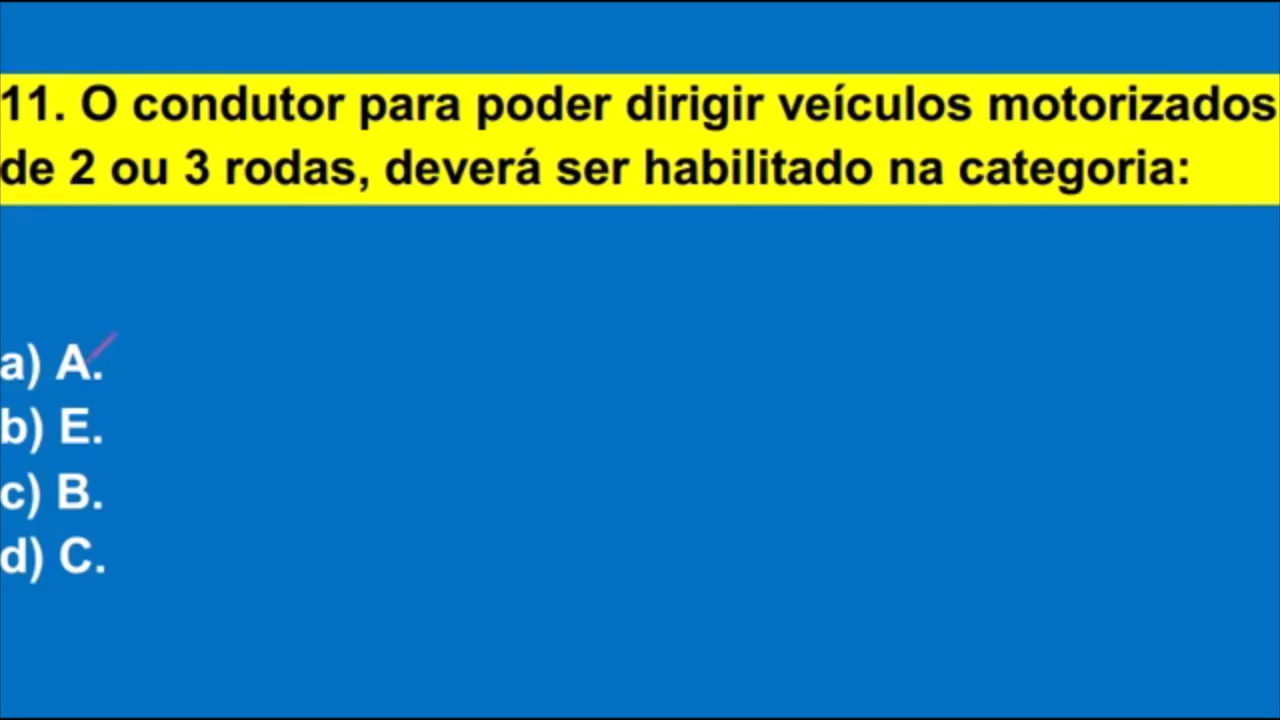 11. O condutor para poder dirigir veículos motorizados
de 2 ou 3 rodas, deverá ser habilitado na categoria:
a) A.
b) E.
c) B.
d) C.